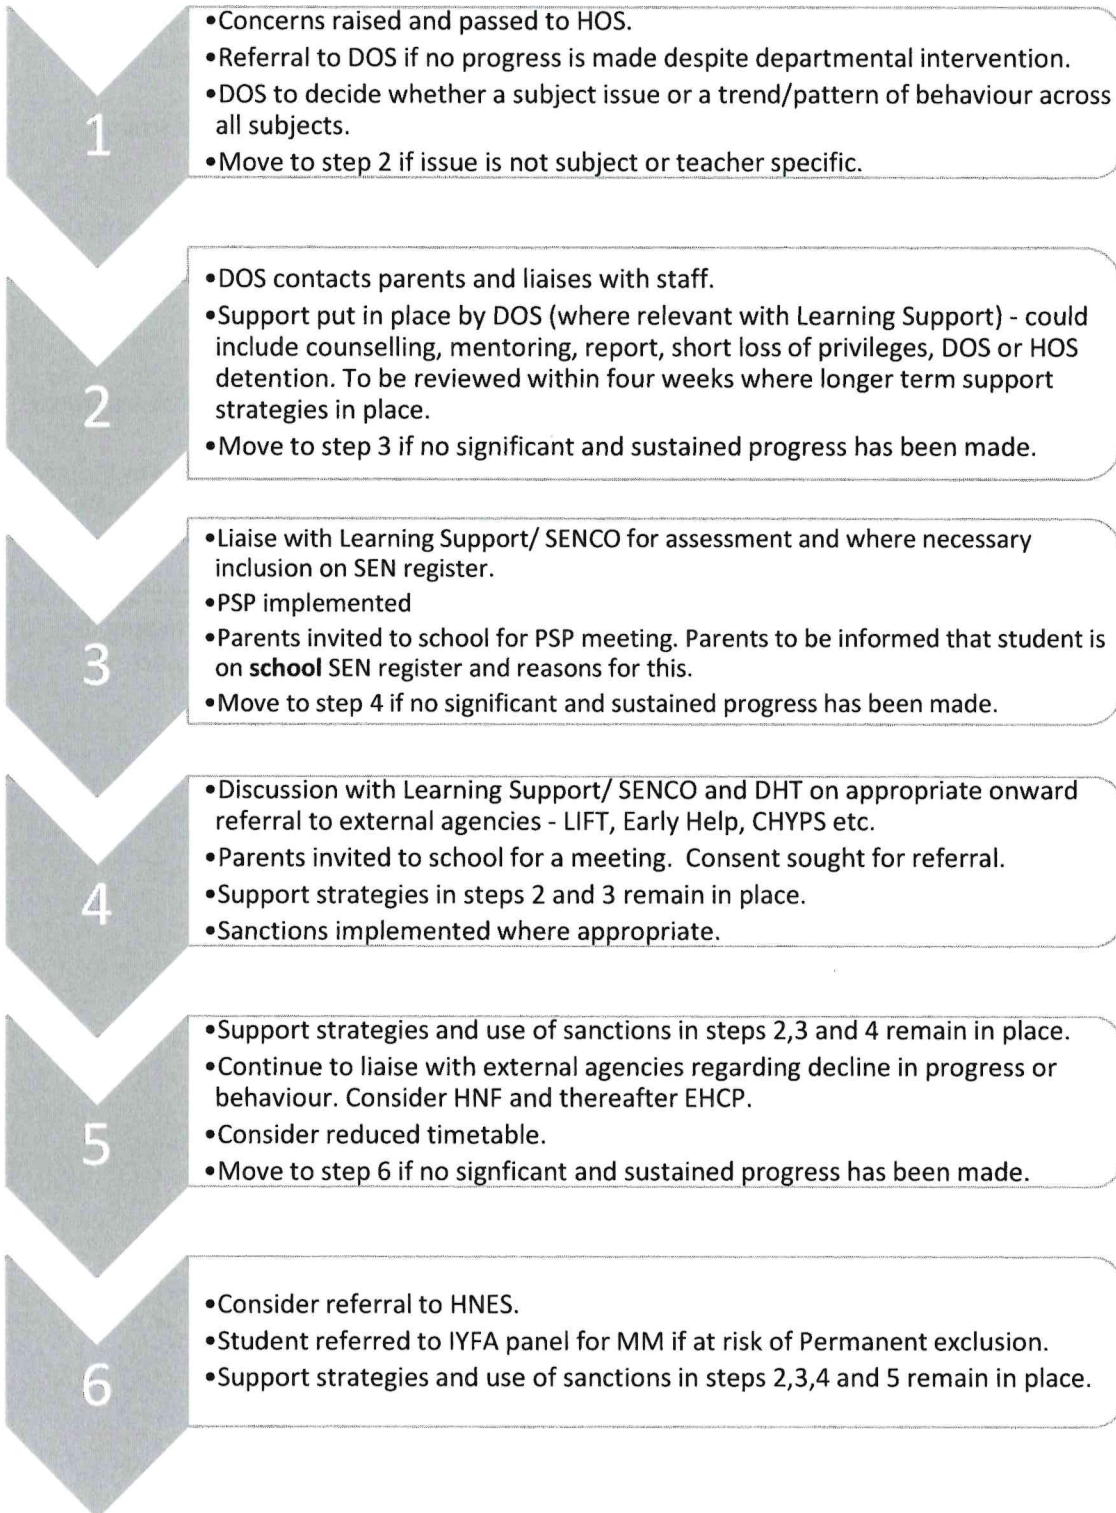 1
•Concerns raised and passed to HOS.
•Referral to DOS if no progress is made despite departmental intervention.
•DOS to decide whether a subject issue or a trend/pattern of behaviour across
all subjects.
•Move to step 2 if issue is not subject or teacher specific.
2
•DOS contacts parents and liaises with staff.
•Support put in place by DOS (where relevant with Learning Support) - could
include counselling, mentoring, report, short loss of privileges, DOS or HOS
detention. To be reviewed within four weeks where longer term support
strategies in place.
•Move to step 3 if no significant and sustained progress has been made.
3
•Liaise with Learning Support/ SENCO for assessment and where necessary
inclusion on SEN register.
•PSP implemented
•Parents invited to school for PSP meeting. Parents to be informed that student is
on school SEN register and reasons for this.
•Move to step 4 if no significant and sustained progress has been made.
4
•Discussion with Learning Support/ SENCO and DHT on appropriate onward
referral to external agencies - LIFT, Early Help, CHYPS etc.
•Parents invited to school for a meeting.  Consent sought for referral.
•Support strategies in steps 2 and 3 remain in place.
•Sanctions implemented where appropriate.
5
•Support strategies and use of sanctions in steps 2,3 and 4 remain in place.
•Continue to liaise with external agencies regarding decline in progress or
behaviour. Consider HNF and thereafter EHCP.
•Consider reduced timetable.
•Move to step 6 if no signficant and sustained progress has been made.
6
•Consider referral to HNES.
•Student referred to IYFA panel for MM if at risk of Permanent exclusion.
•Support strategies and use of sanctions in steps 2,3,4 and 5 remain in place.